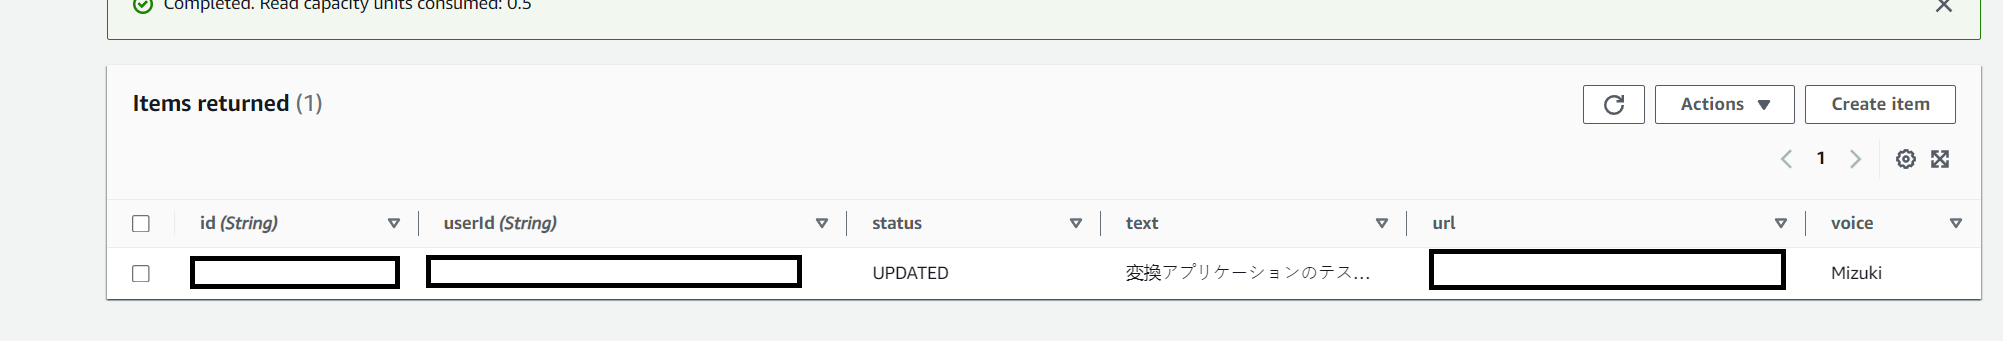 Completed. Read capacity units consumed: 0.5
Items returned (1)
Actions
Create item
1
id (String) userId (String) status text url voice
UPDATED 変換アプリケーションのテス... Mizuki